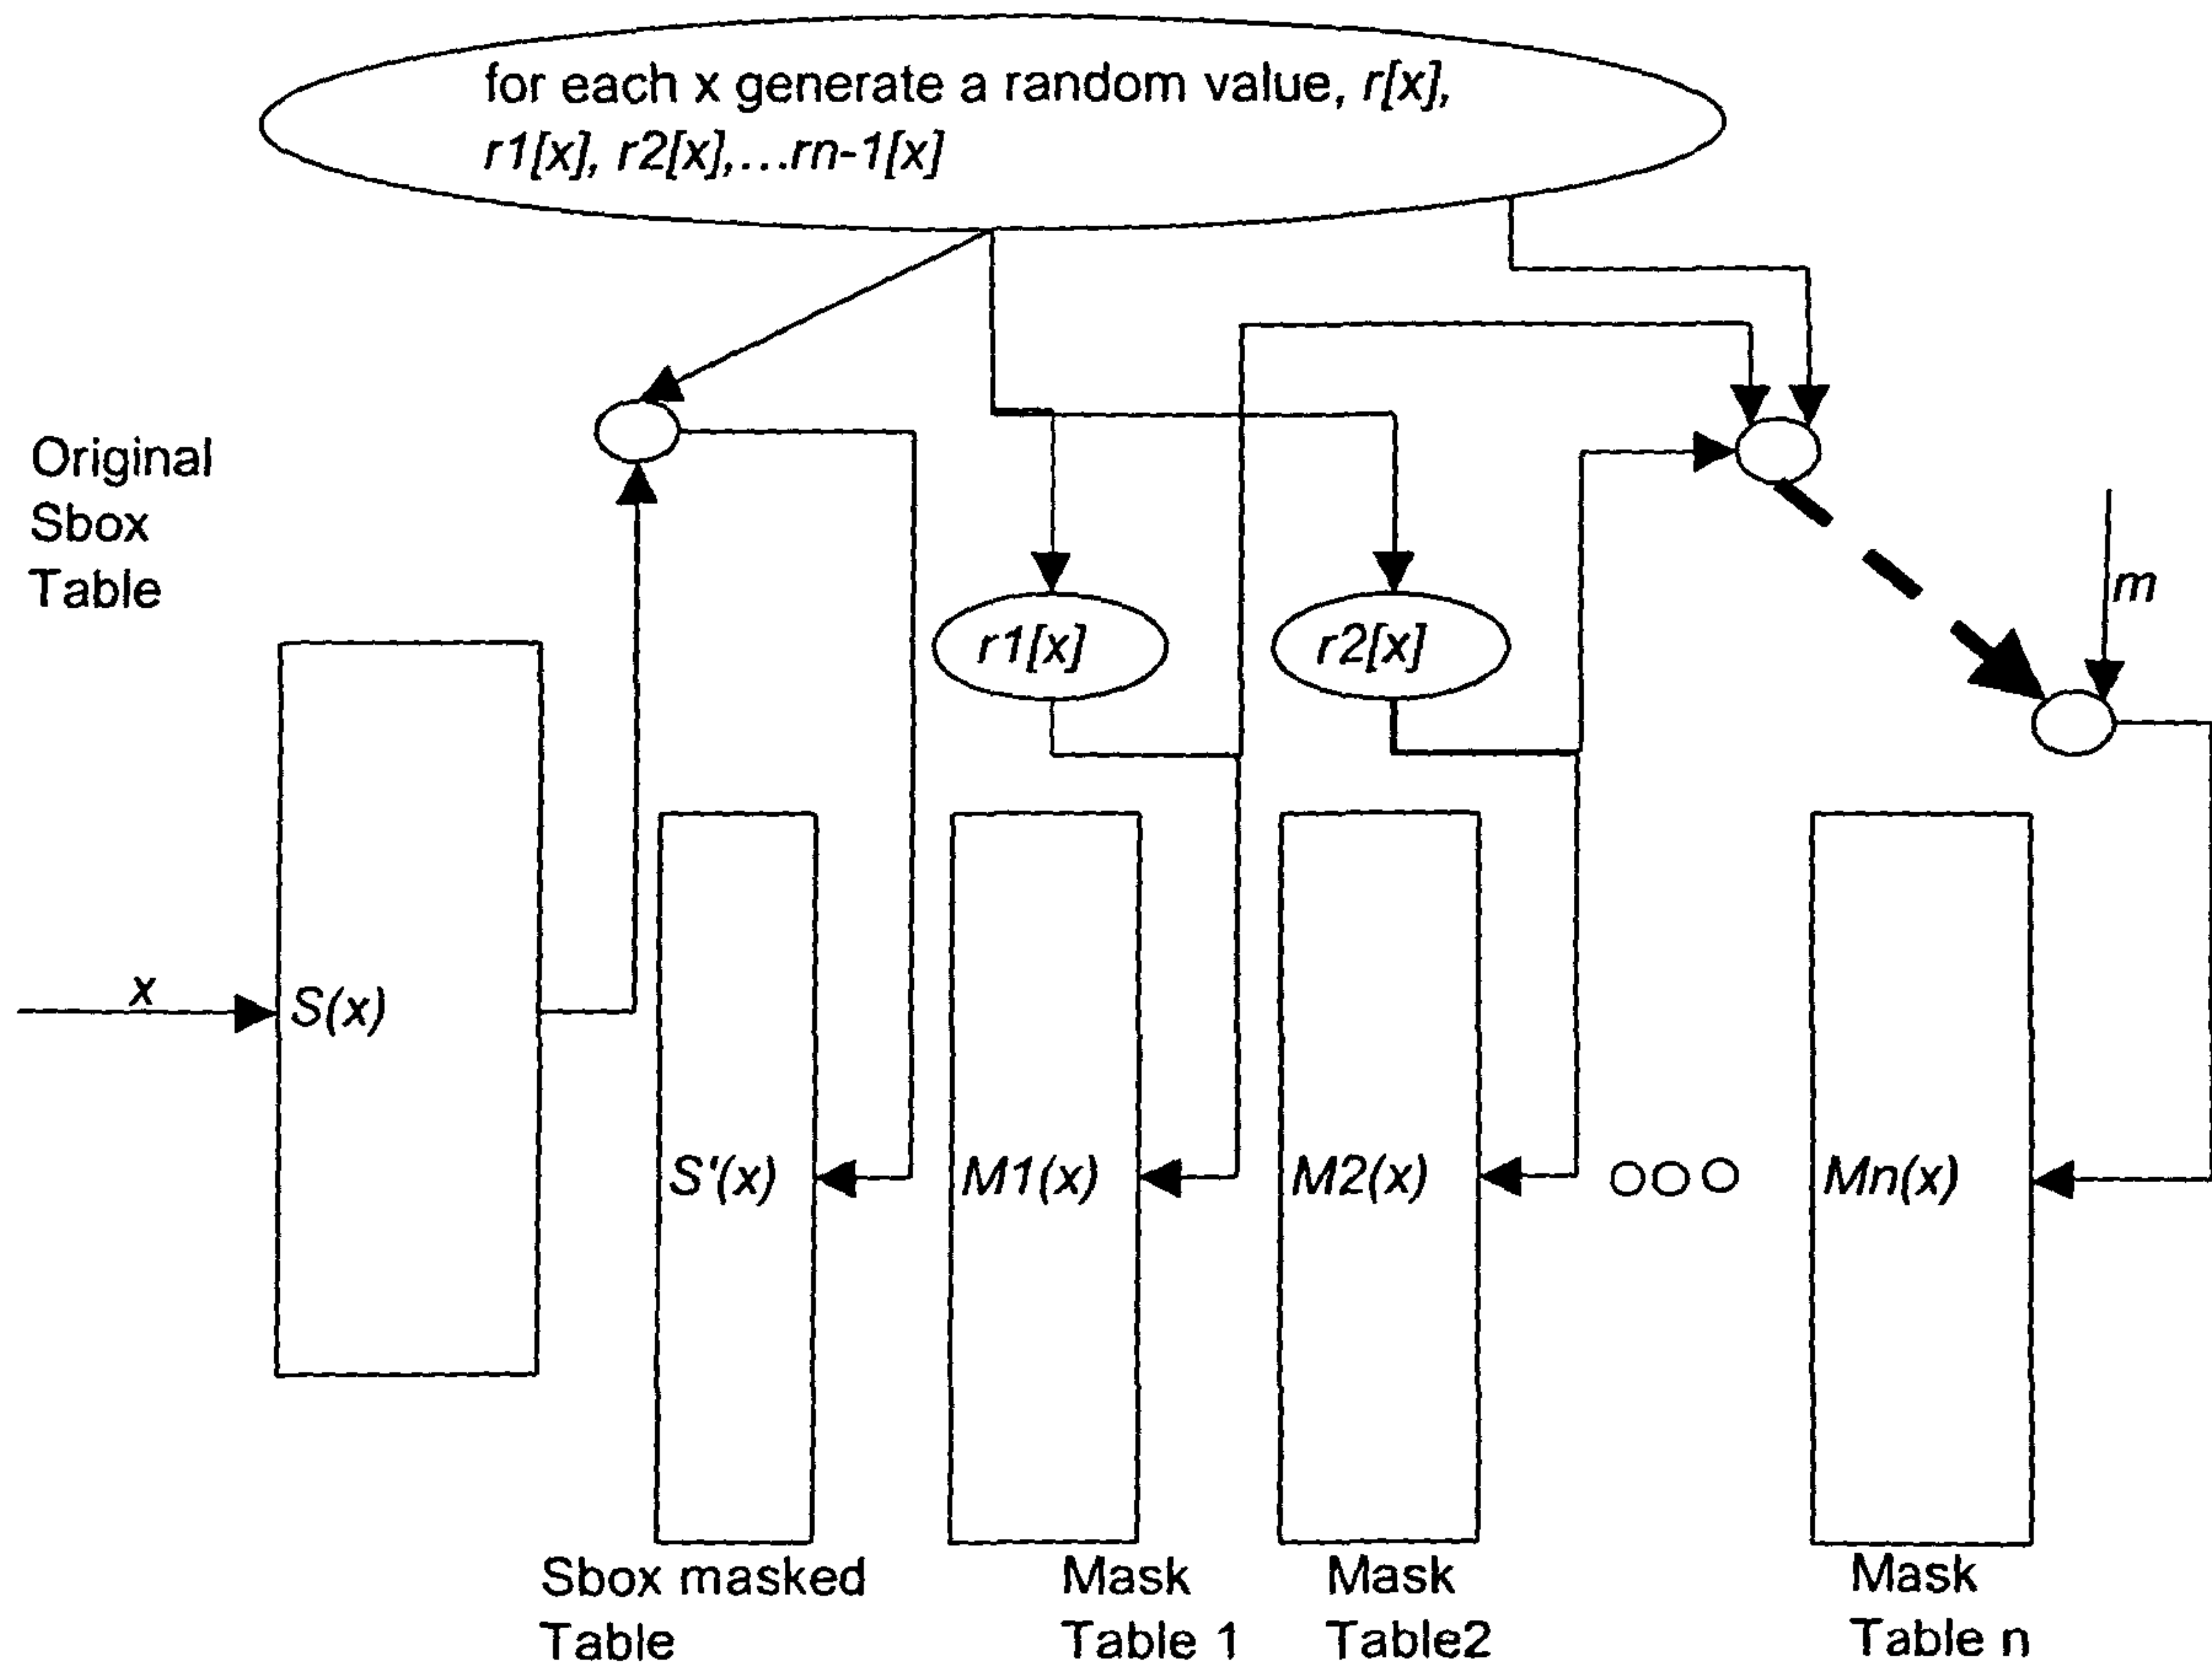 for each x generate a random value, r[x],
r1[x], r2[x],...rn-1[x]
Original
Sbox
Table
r1[x]
r2[x]
m
x
S(x)
S'(x)
M1(x)
M2(x)
Mn(x)
Sbox masked
Table
Mask
Table 1
Mask
Table2
Mask
Table n